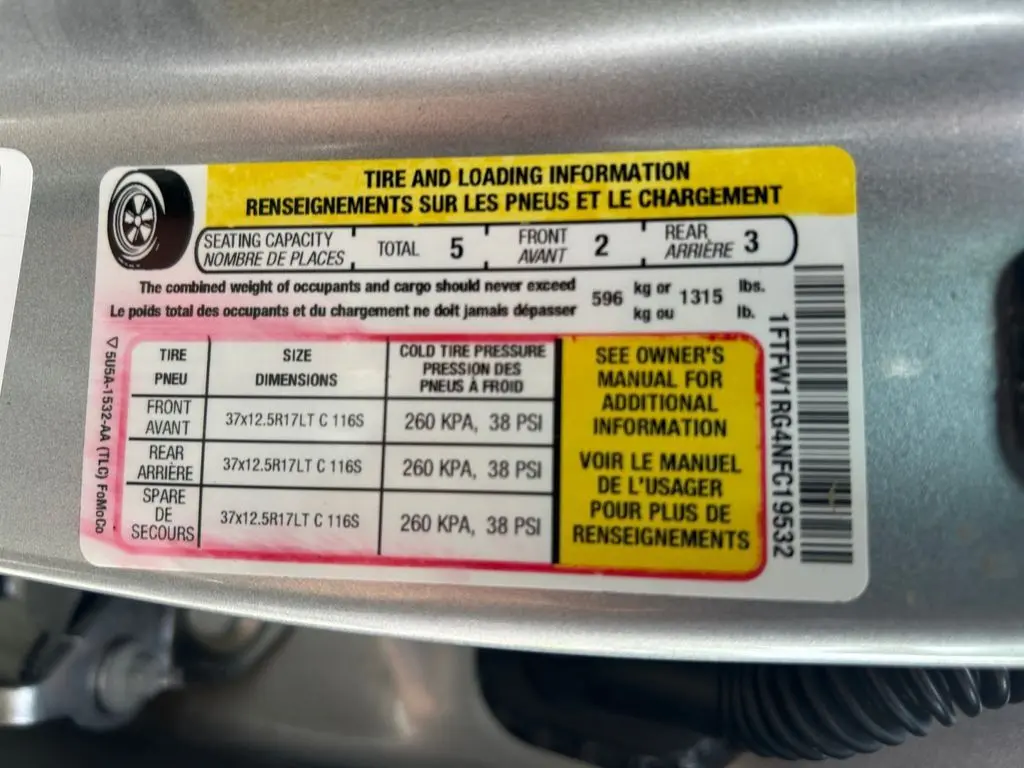 TIRE AND LOADING INFORMATION
RENSEIGNEMENTS SUR LES PNEUS ET LE CHARGEMENT
SEATING CAPACITY
NOMBRE DE PLACES
TOTAL 5
FRONT
AVANT
2
REAR
ARRIÈRE
3
The combined weight of occupants and cargo should never exceed
Le poids total des occupants et du chargement ne doit jamais dépasser
596
kg or
kg ou
1315
lbs.
lb.
TIRE
PNEU
SIZE
DIMENSIONS
COLD TIRE PRESSURE
PRESSION DES
PNEUS À FROID
FRONT
AVANT
37x12.5R17LT C 116S
260 KPA, 38 PSI
REAR
ARRIÈRE
37x12.5R17LT C 116S
260 KPA, 38 PSI
SPARE
DE
SECOURS
37x12.5R17LT C 116S
260 KPA, 38 PSI
SEE OWNER'S
MANUAL FOR
ADDITIONAL
INFORMATION
VOIR LE MANUEL
DE L'USAGER
POUR PLUS DE
RENSEIGNEMENTS
5U5A-1532-AA (TLC) FoMoCo
1FTFW1RG4NFC19532